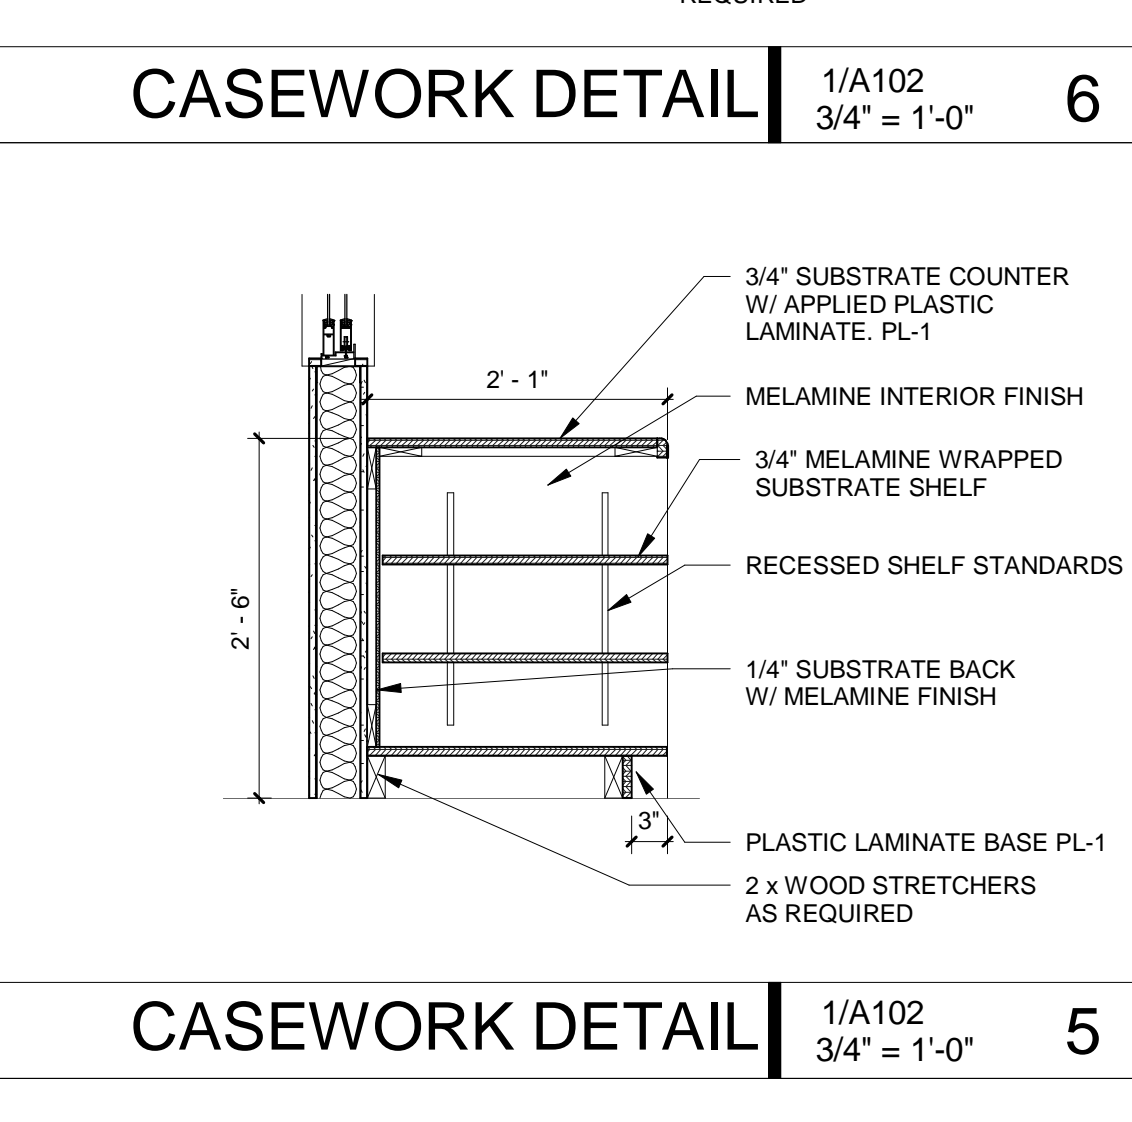 REQUIRED
CASEWORK DETAIL
1/A102
3/4" = 1'-0"
6
3/4" SUBSTRATE COUNTER
W/ APPLIED PLASTIC
LAMINATE. PL-1
2' - 1"
MELAMINE INTERIOR FINISH
3/4" MELAMINE WRAPPED
SUBSTRATE SHELF
RECESSED SHELF STANDARDS
2' - 6"
1/4" SUBSTRATE BACK
W/ MELAMINE FINISH
3"
PLASTIC LAMINATE BASE PL-1
2 x WOOD STRETCHERS
AS REQUIRED
CASEWORK DETAIL
1/A102
3/4" = 1'-0"
5